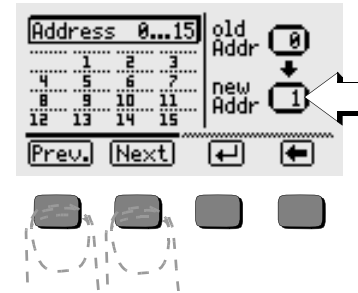 Address 0...15
old Addr 0
1 2 3
4 5 6 7
new Addr 1
8 9 10 11
12 13 14 15
Prev. Next